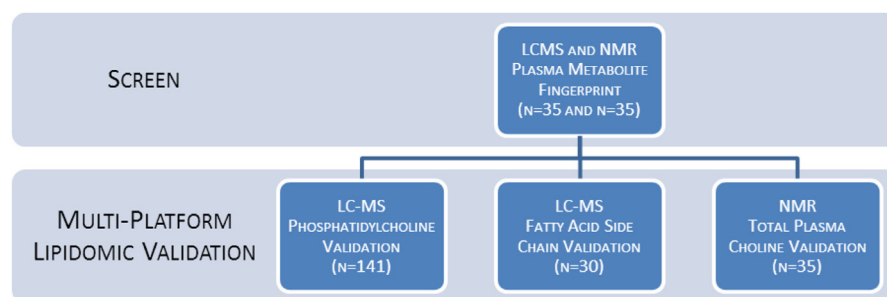 SCREEN
LCMS AND NMR
PLASMA METABOLITE
FINGERPRINT
(N=35 AND N=35)
MULTI-PLATFORM
LIPIDOMIC VALIDATION
LC-MS
PHOSPHATIDYLCHOLINE
VALIDATION
(N=141)
LC-MS
FATTY ACID SIDE
CHAIN VALIDATION
(N=30)
NMR
TOTAL PLASMA
CHOLINE VALIDATION
(N=35)